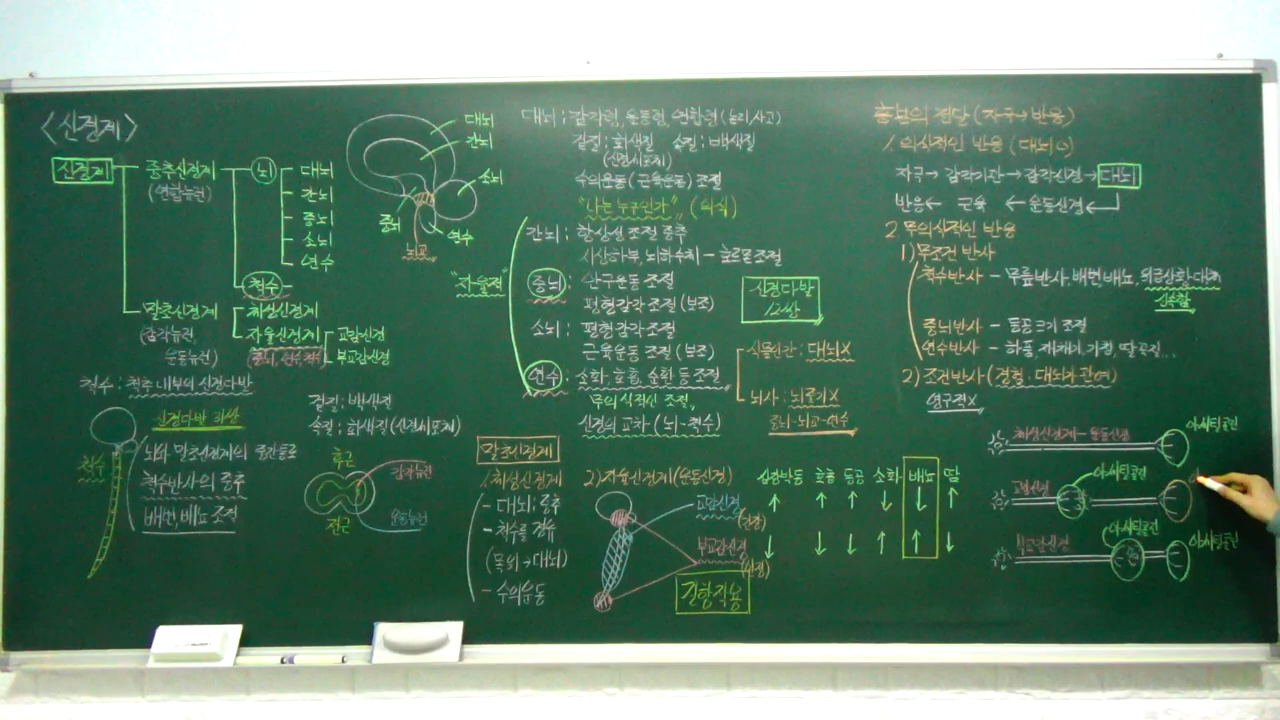 <신경계>
신경계
중추신경계
(연합뉴런)
뇌
대뇌
간뇌
중뇌
소뇌
연수
척수
말초신경계
(감각뉴런,
운동뉴런)
체성신경계
자율신경계
(중뇌, 연수, 척수)
교감신경
부교감신경
척수 : 척추 내부의 신경다발
신경다발 31쌍
척수
뇌와 말초신경계의 중간통로
척수반사의 중추
배변, 배뇨 조절
대뇌
간뇌
소뇌
중뇌
연수
뇌교
겉질 : 백색질
속질 : 회색질(신경세포체)
후근
전근
감각뉴런
운동뉴런
대뇌 : 감각령, 운동령, 연합령(논리사고)
겉질 : 회색질 속질 : 백색질
(신경세포체)
수의운동(근육운동) 조절
"나는 누구인가" (의식)
"자율적"
간뇌 : 항상성 조절 중추
시상하부, 뇌하수체 - 호르몬조절
중뇌 : 안구운동 조절
평형감각 조절(보조)
소뇌 : 평형감각 조절
근육운동 조절(보조)
연수 : 소화, 호흡, 순환 등 조절
무의식적인 조절,
신경의 교차(뇌-척수)
신경다발
12쌍
식물인간 : 대뇌X
뇌사 : 뇌줄기X
중뇌-뇌교-연수
말초신경계
1.체성신경계
- 대뇌 : 중추
- 척수를 경유
(목위→대뇌)
- 수의운동
2)자율신경계(운동신경)
교감신경
(긴장)
부교감신경
(안정)
길항작용
심장박동 호흡 동공 소화 배뇨 땀
↑ ↑ ↑ ↓ ↓ ↑
↓ ↓ ↓ ↑ ↑ ↓
흥분의 전달(자극→반응)
1.의식적인 반응(대뇌O)
자극→감각기관→감각신경→대뇌
반응← 근육 ←운동신경←
2.무의식적인 반응
1)무조건 반사
척수반사 - 무릎반사, 배변, 배뇨, 위급상황 대처
신속함
중뇌반사 - 동공크기 조절
연수반사 - 하품, 재채기, 기침, 딸꾹질...
2)조건반사(경험 : 대뇌가 관여)
영구적X
체성신경계-운동신경
아세틸콜린
교감신경
아세틸콜린
부교감신경
아세틸콜린
아세틸콜린